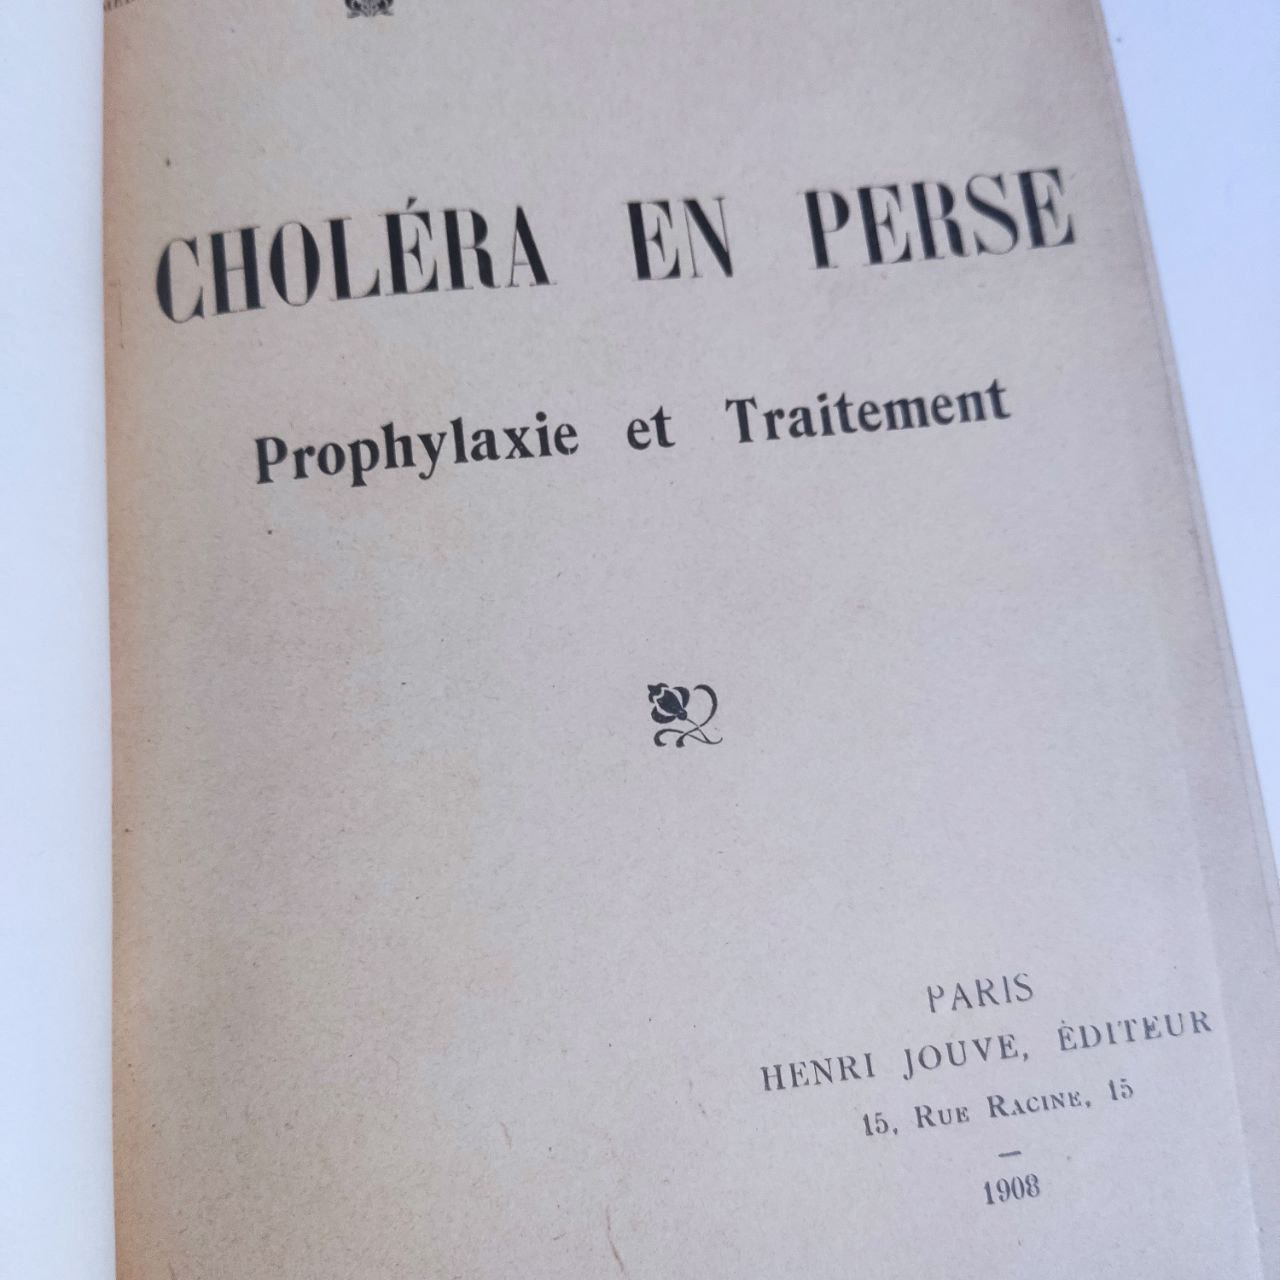 CHOLÉRA EN PERSE
Prophylaxie et Traitement
PARIS
HENRI JOUVE, ÉDITEUR
15, RUE RACINE, 15
—
1908